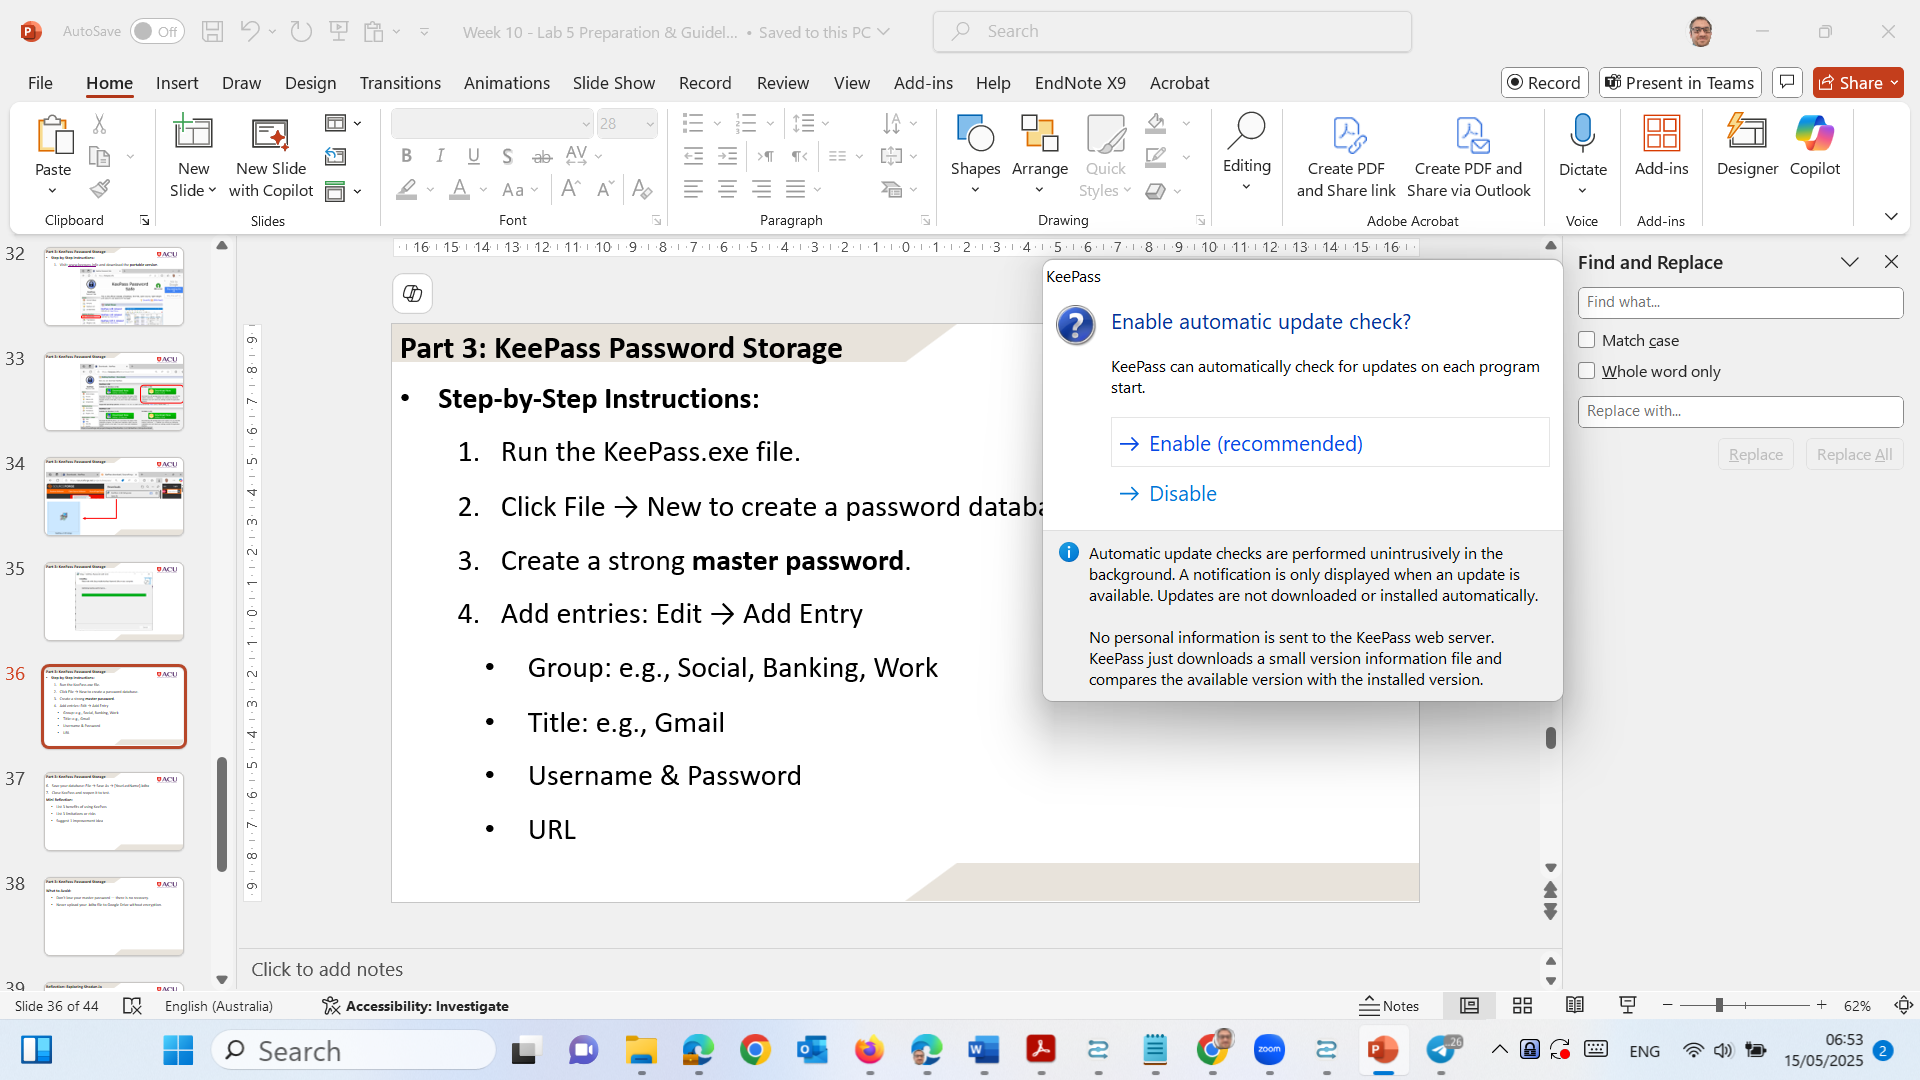 AutoSave
Off
Week 10 - Lab 5 Preparation & Guidel... • Saved to this PC
Search
File
Home
Insert
Draw
Design
Transitions
Animations
Slide Show
Record
Review
View
Add-ins
Help
EndNote X9
Acrobat
Record
Present in Teams
Share
Paste
New
Slide
New Slide
with Copilot
28
Shapes
Arrange
Quick
Styles
Editing
Create PDF
and Share link
Create PDF and
Share via Outlook
Dictate
Add-ins
Designer
Copilot
Clipboard
Slides
Font
Paragraph
Drawing
Adobe Acrobat
Voice
Add-ins
32
33
34
35
36
37
38
39
Part 3: KeePass Password Storage
• Step-by-Step Instructions:
1. Run the KeePass.exe file.
2. Click File → New to create a password databa
3. Create a strong master password.
4. Add entries: Edit → Add Entry
• Group: e.g., Social, Banking, Work
• Title: e.g., Gmail
• Username & Password
• URL
KeePass
Enable automatic update check?
KeePass can automatically check for updates on each program
start.
→ Enable (recommended)
→ Disable
Automatic update checks are performed unintrusively in the
background. A notification is only displayed when an update is
available. Updates are not downloaded or installed automatically.
No personal information is sent to the KeePass web server.
KeePass just downloads a small version information file and
compares the available version with the installed version.
Find and Replace
Find what...
Match case
Whole word only
Replace with...
Replace
Replace All
Click to add notes
Slide 36 of 44
English (Australia)
Accessibility: Investigate
Notes
62%
Search
zoom
26
ENG
06:53
15/05/2025
2